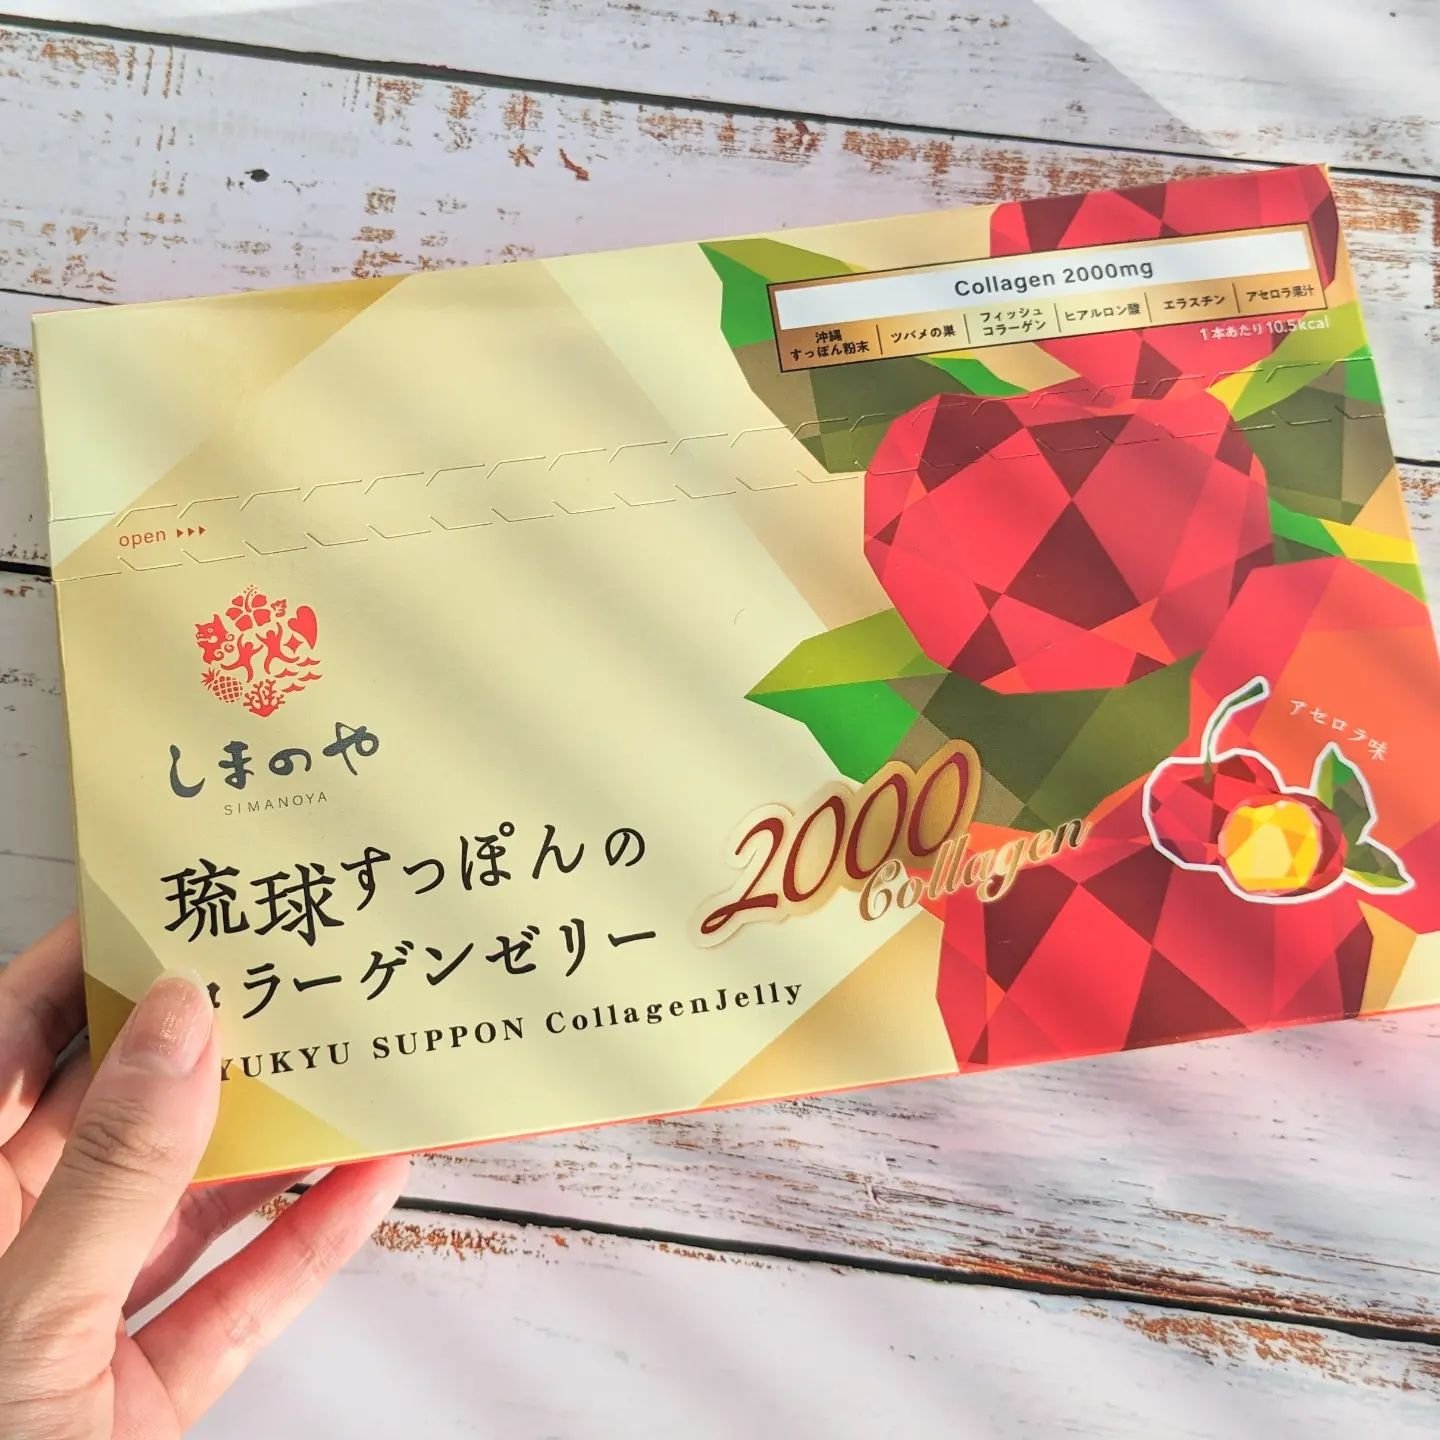 Collagen 2000mg
沖縄
すっぽん粉末
ツバメの巣
フィッシュ
コラーゲン
ヒアルロン酸
エラスチン
アセロラ果汁
1本あたり10.5kcal
open
しまのや
SIMANOYA
アセロラ味
2000
Collagen
琉球すっぽんの
コラーゲンゼリー
YUKYU SUPPON CollagenJelly